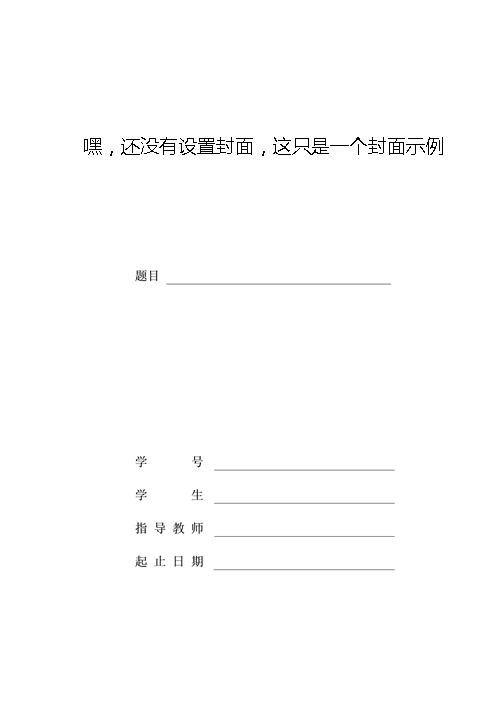 嘿，还没有设置封面，这只是一个封面示例
题目
学 号
学 生
指 导 教 师
起 止 日 期